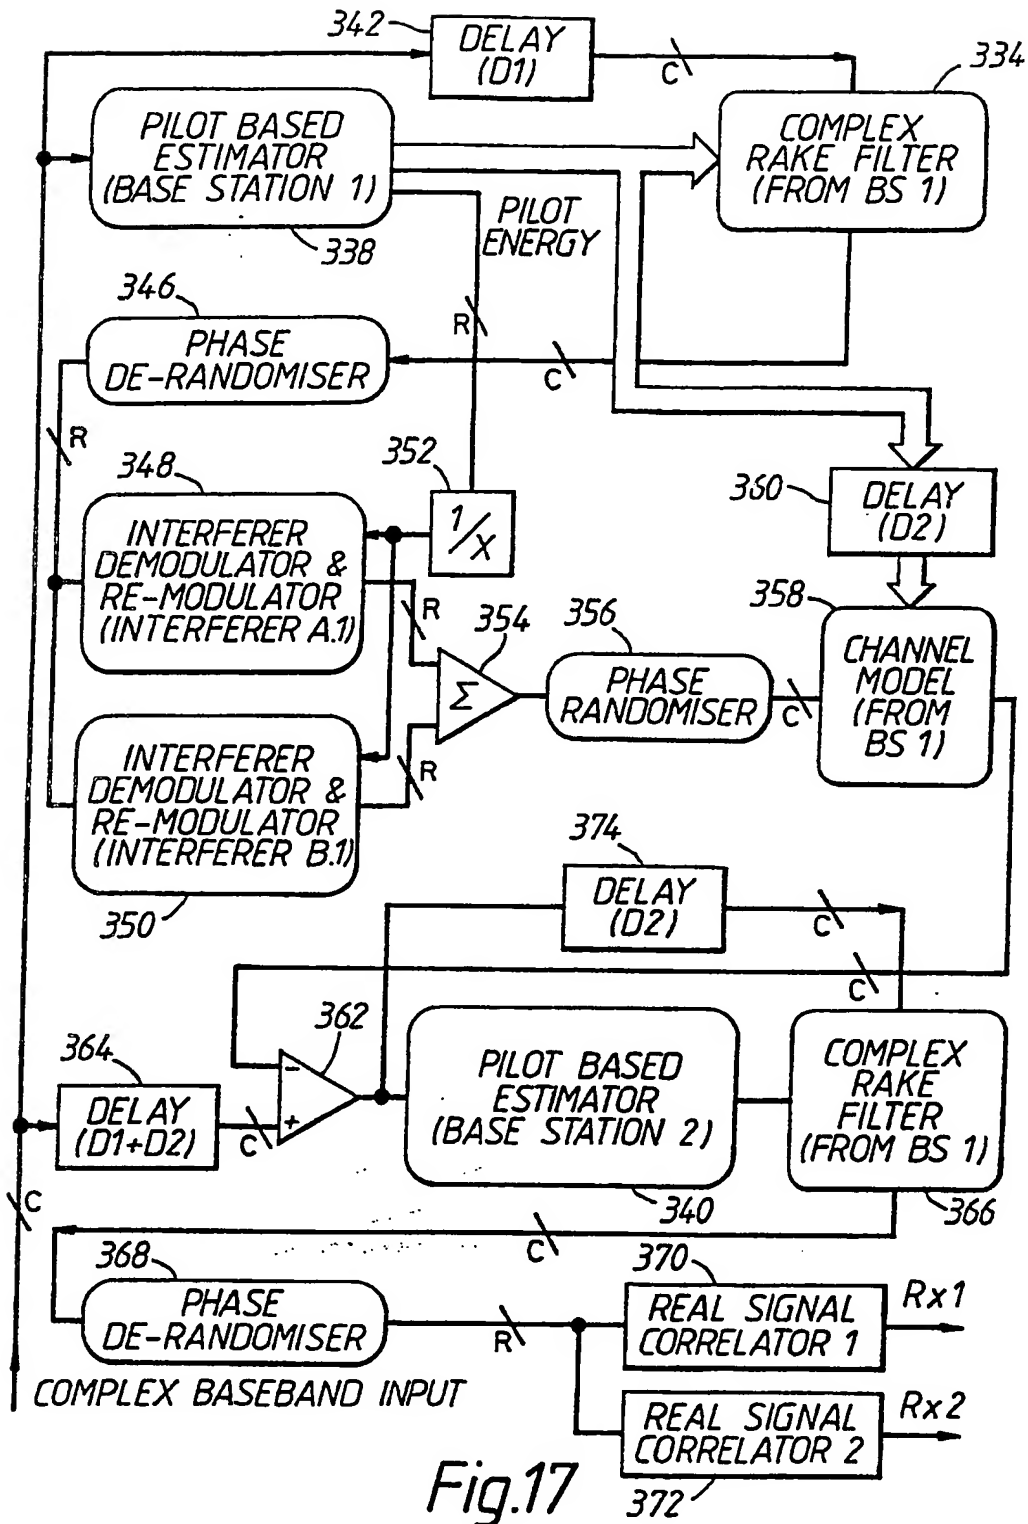 342
DELAY
(D1)
C
334
PILOT BASED
ESTIMATOR
(BASE STATION 1)
338
COMPLEX
RAKE FILTER
(FROM BS 1)
PILOT
ENERGY
346
PHASE
DE-RANDOMISER
R
C
R
348
352
1/X
360
DELAY
(D2)
INTERFERER
DEMODULATOR &
RE-MODULATOR
(INTERFERER A.1)
R
354
Σ
356
PHASE
RANDOMISER
C
358
CHANNEL
MODEL
(FROM
BS 1)
INTERFERER
DEMODULATOR &
RE-MODULATOR
(INTERFERER B.1)
R
350
374
DELAY
(D2)
C
C
362
364
DELAY
(D1+D2)
C
-
+
PILOT BASED
ESTIMATOR
(BASE STATION 2)
340
COMPLEX
RAKE
FILTER
(FROM BS 1)
366
C
C
368
PHASE
DE-RANDOMISER
R
370
REAL SIGNAL
CORRELATOR 1
Rx1
COMPLEX BASEBAND INPUT
REAL SIGNAL
CORRELATOR 2
Rx2
372
Fig.17